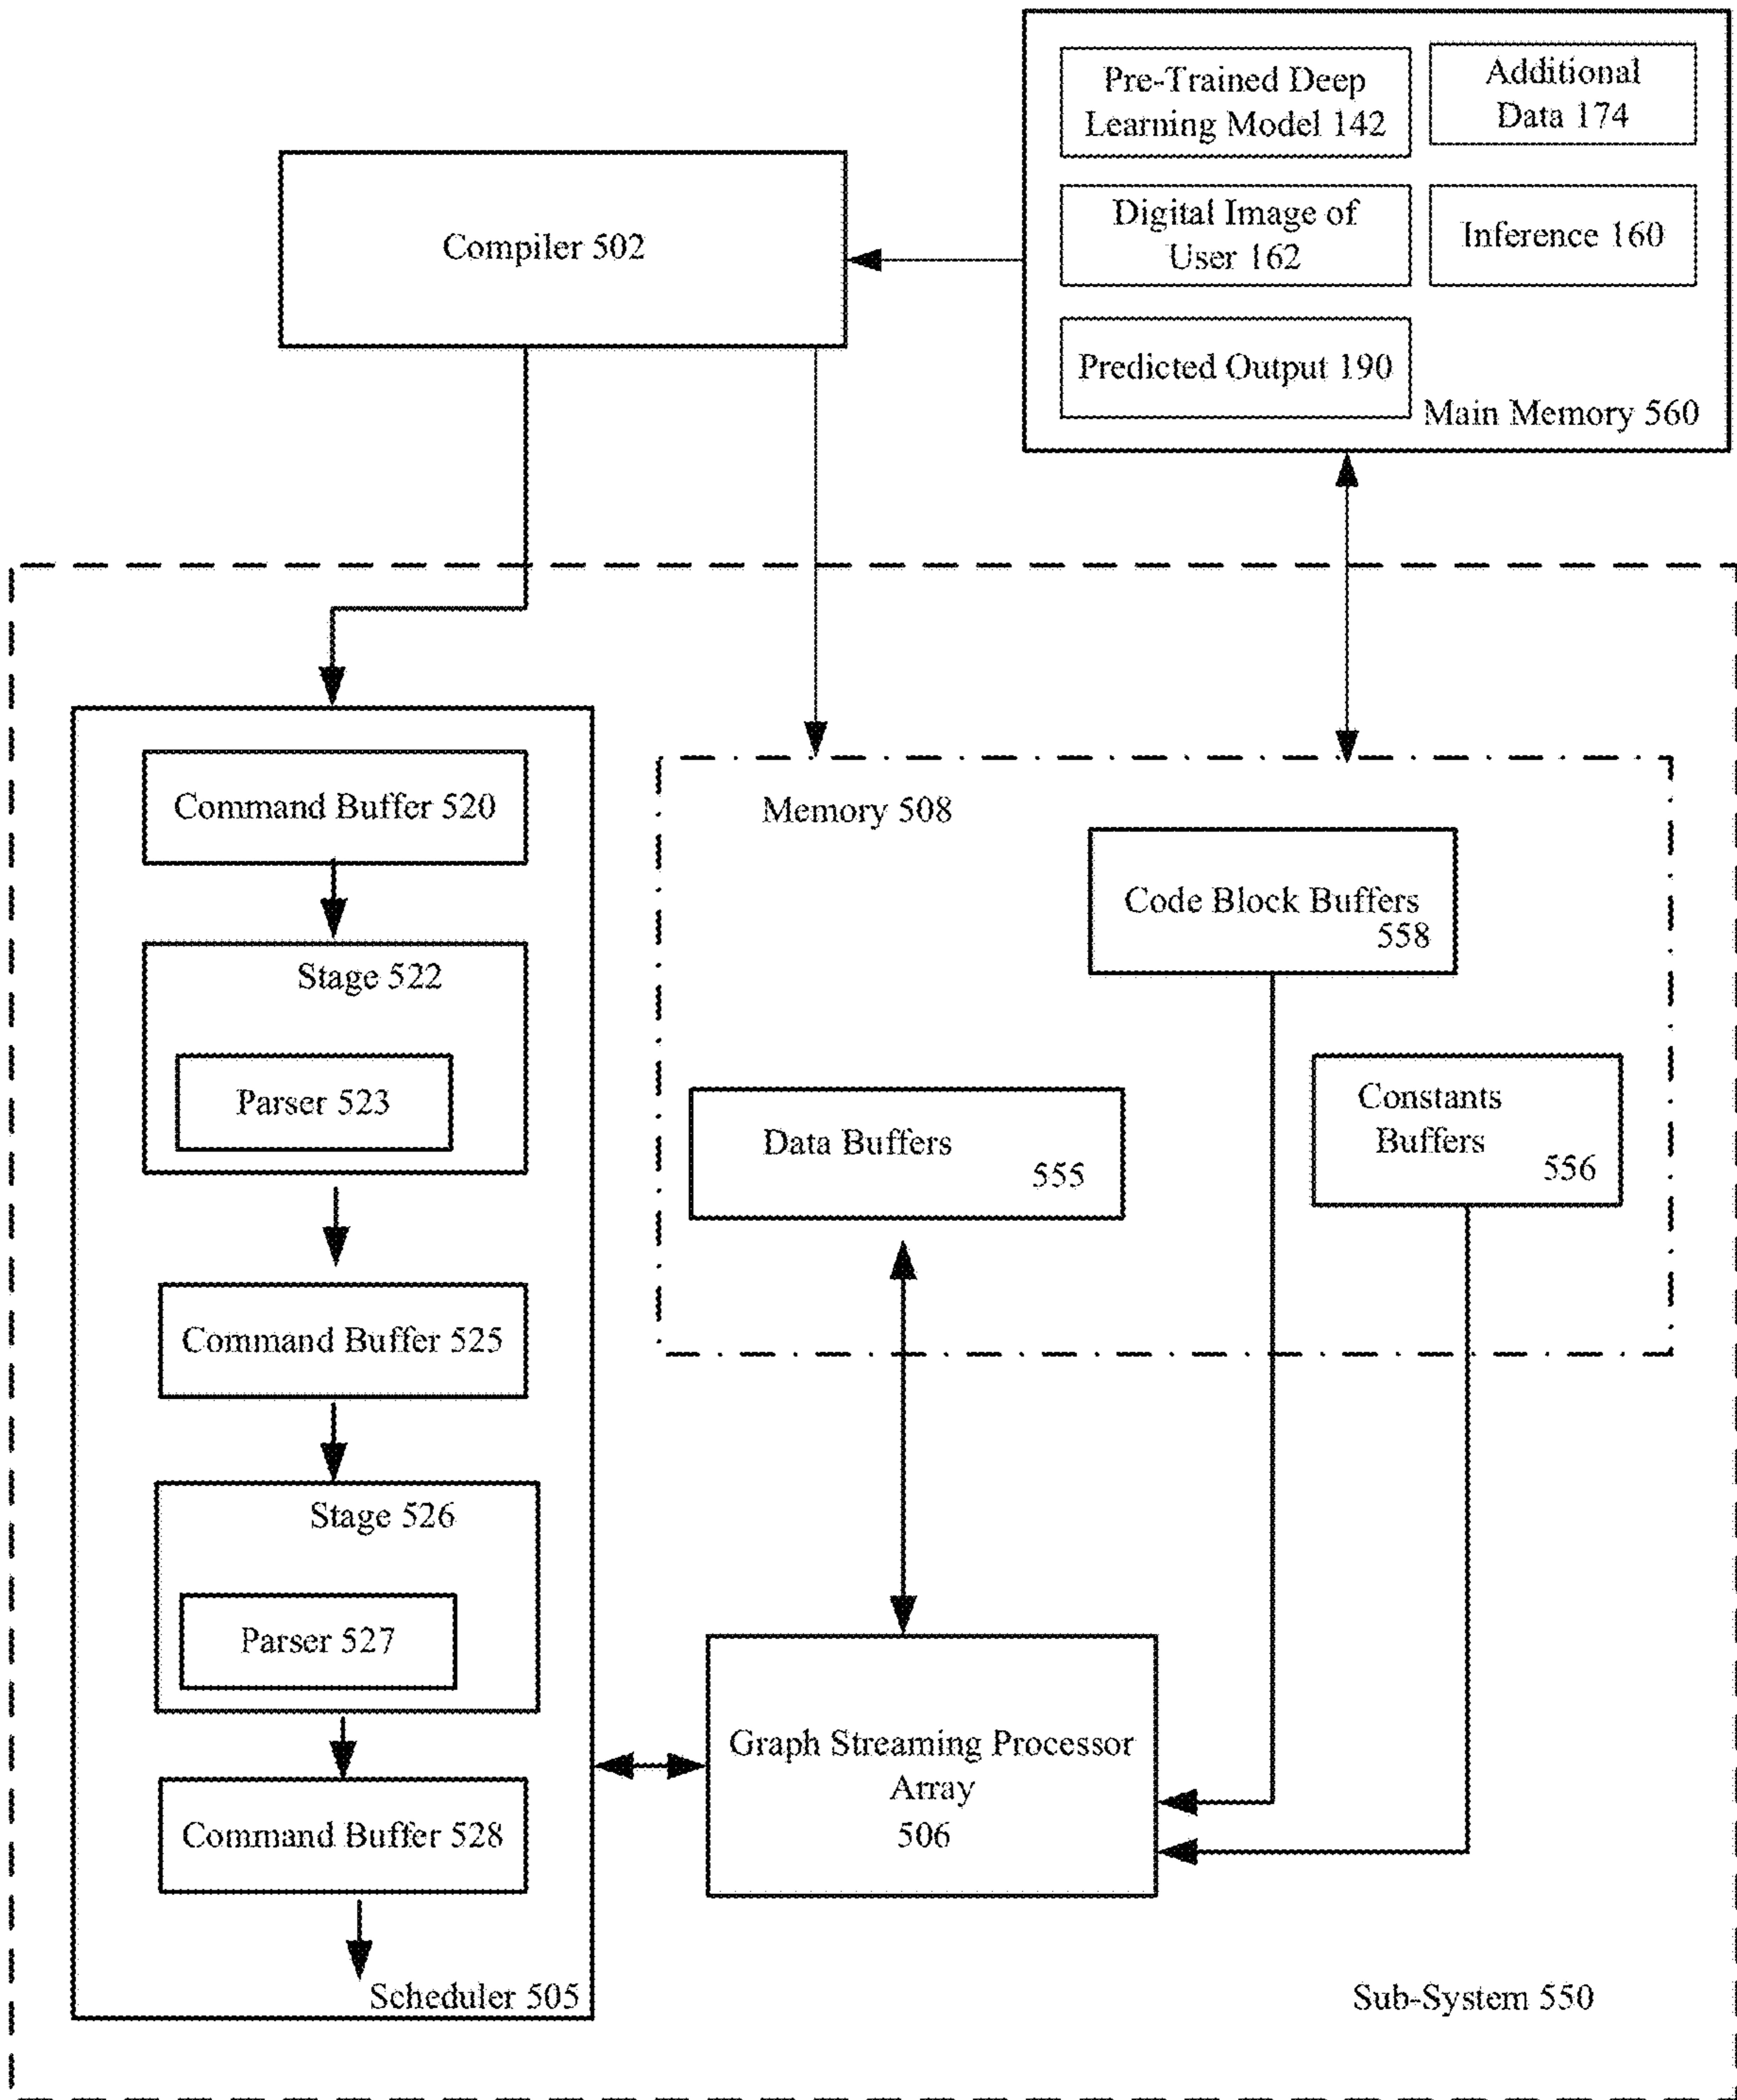 Pre-Trained Deep
Learning Model 142
Additional
Data 174
Digital Image of
User 162
Inference 160
Predicted Output 190
Main Memory 560
Compiler 502
Command Buffer 520
Stage 522
Parser 523
Command Buffer 525
Stage 526
Parser 527
Command Buffer 528
Scheduler 505
Memory 508
Code Block Buffers
558
Data Buffers
555
Constants
Buffers
556
Graph Streaming Processor
Array
506
Sub-System 550